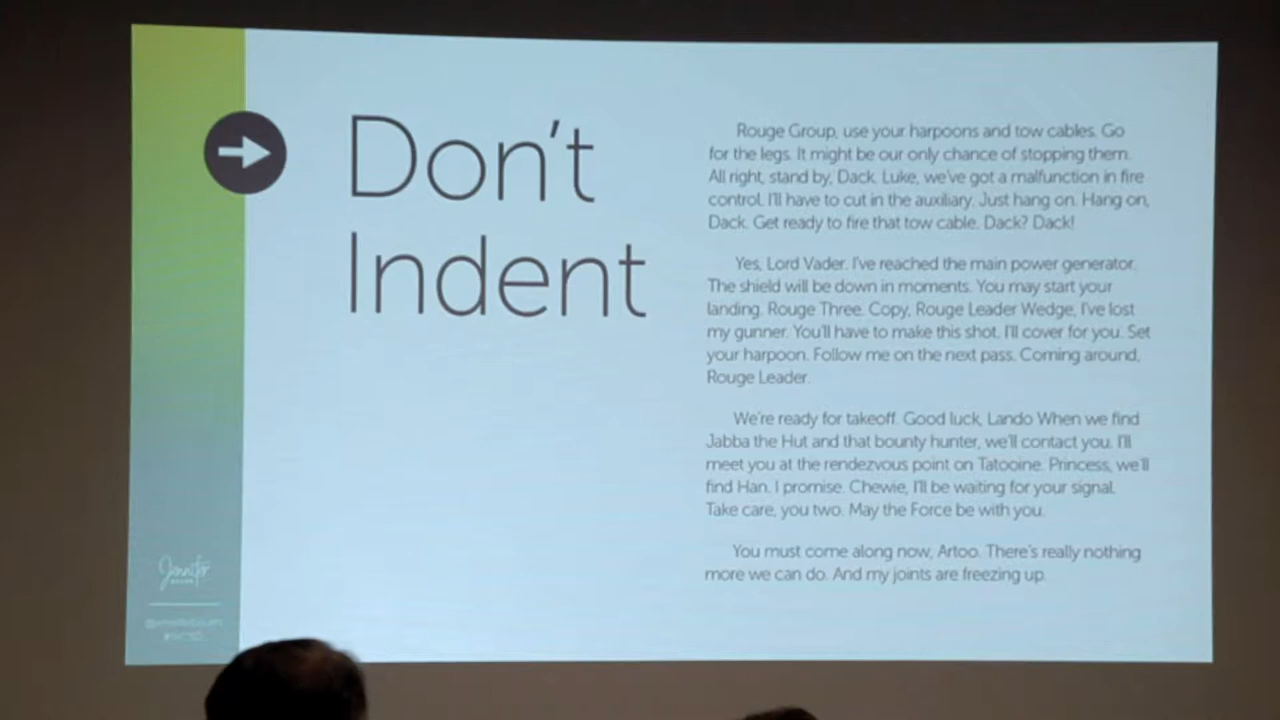 Don't
Indent
Rouge Group, use your harpoons and tow cables. Go
for the legs. It might be our only chance of stopping them.
All right, stand by, Dack. Luke, we've got a malfunction in fire
control. I'll have to cut in the auxiliary. Just hang on. Hang on,
Dack. Get ready to fire that tow cable. Dack? Dack!
Yes, Lord Vader. I've reached the main power generator.
The shield will be down in moments. You may start your
landing. Rouge Three. Copy, Rouge Leader Wedge, I've lost
my gunner. You'll have to make this shot. I'll cover for you. Set
your harpoon. Follow me on the next pass. Coming around,
Rouge Leader.
We're ready for takeoff. Good luck, Lando When we find
Jabba the Hut and that bounty hunter, we'll contact you. I'll
meet you at the rendezvous point on Tatooine. Princess, we'll
find Han. I promise. Chewie, I'll be waiting for your signal.
Take care, you two. May the Force be with you.
You must come along now, Artoo. There's really nothing
more we can do. And my joints are freezing up.
Jennifer